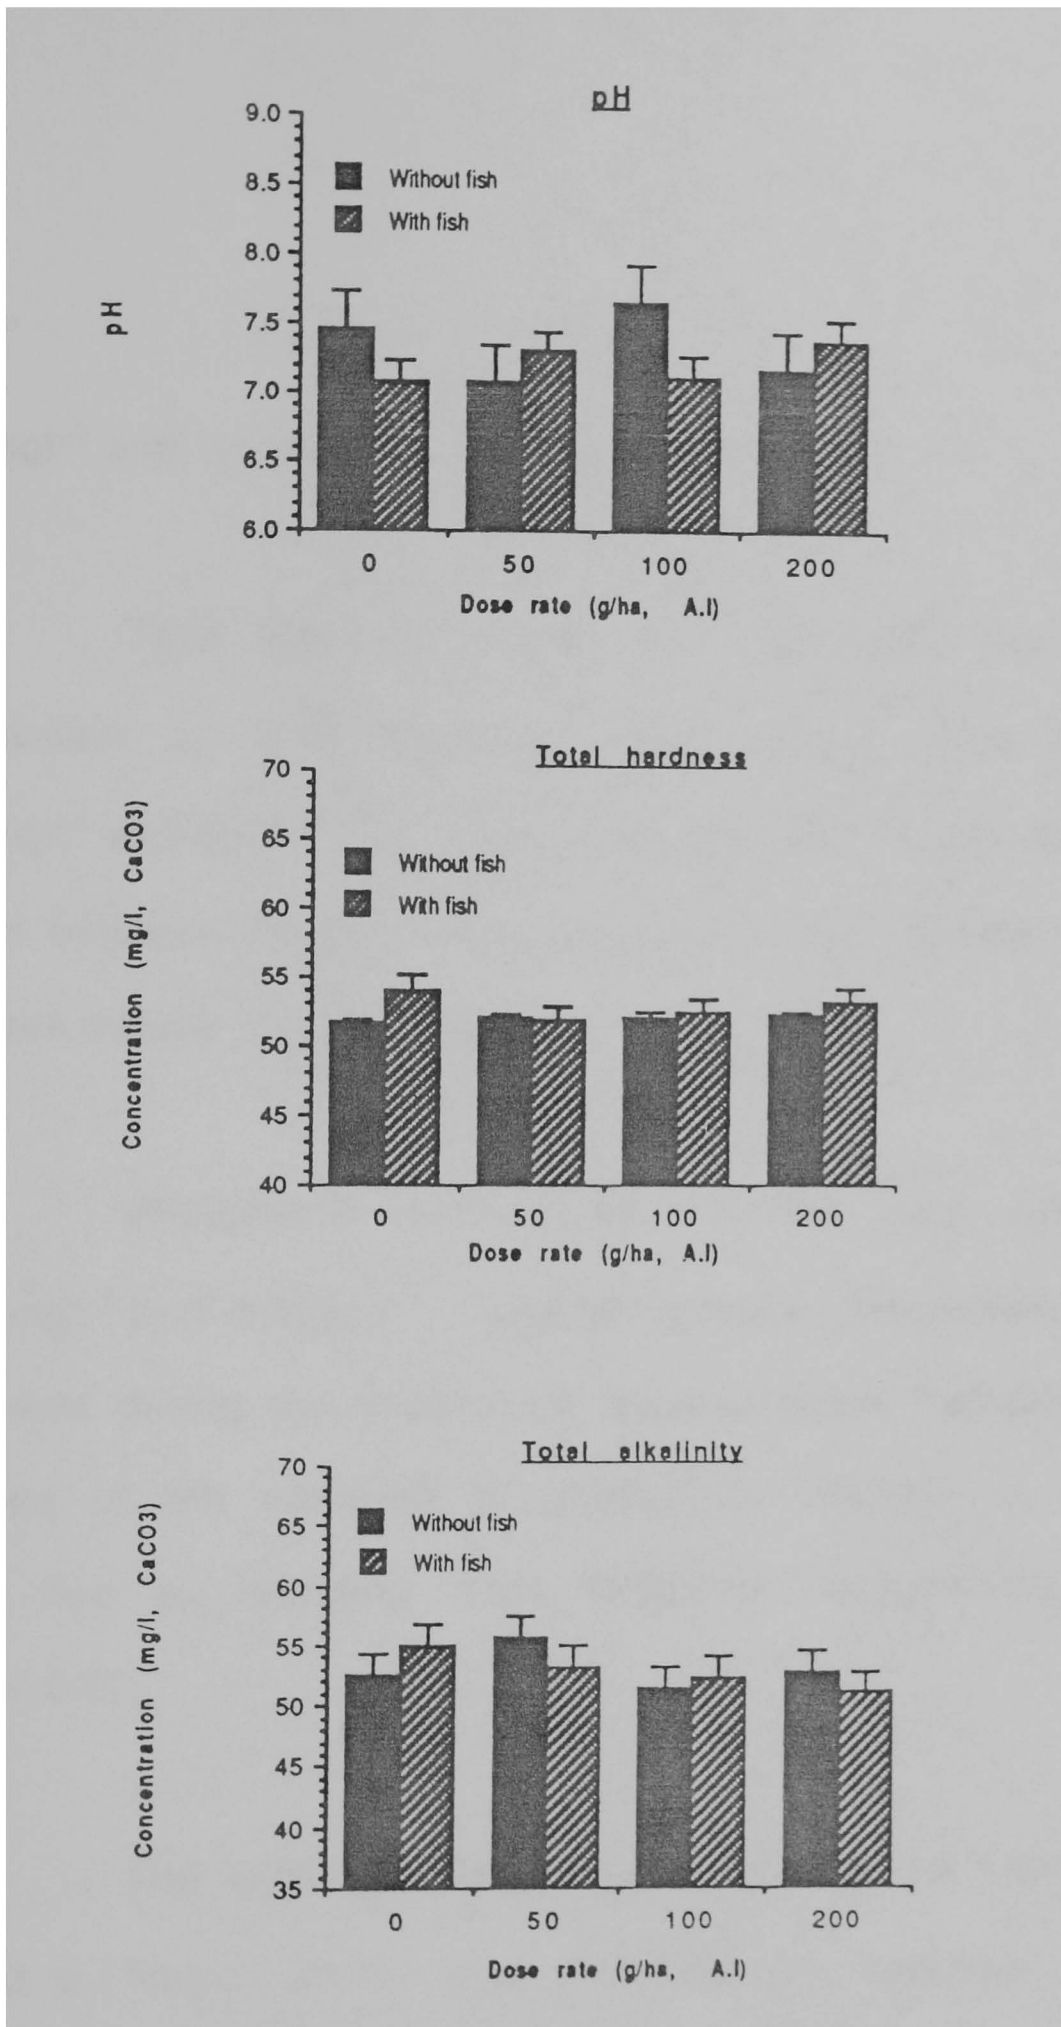 pH
9.0
8.5
8.0
7.5
7.0
6.5
6.0
pH
Without fish
With fish
0 50 100 200
Dose rate (g/ha, A.I)
Total hardness
70
65
60
55
50
45
40
Concentration (mg/l, CaCO3)
Without fish
With fish
0 50 100 200
Dose rate (g/ha, A.I)
Total alkalinity
70
65
60
55
50
45
40
35
Concentration (mg/l, CaCO3)
Without fish
With fish
0 50 100 200
Dose rate (g/ha, A.I)